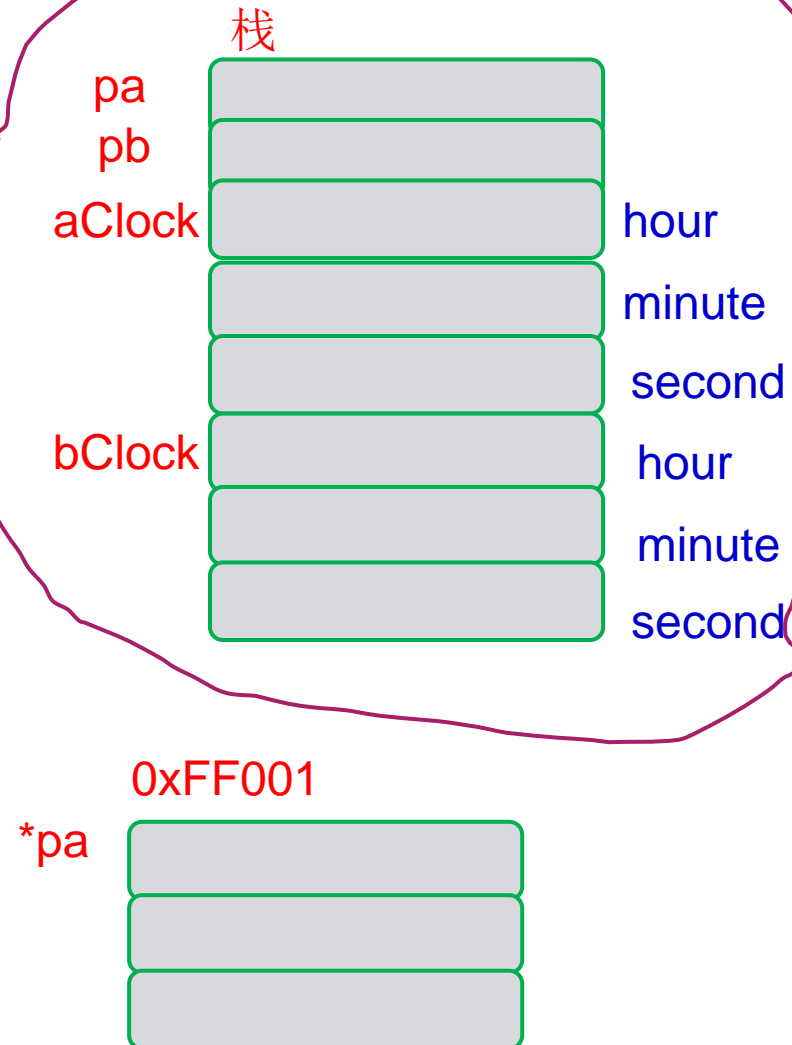 栈
pa
pb
aClock hour
minute
second
bClock hour
minute
second
0xFF001
*pa